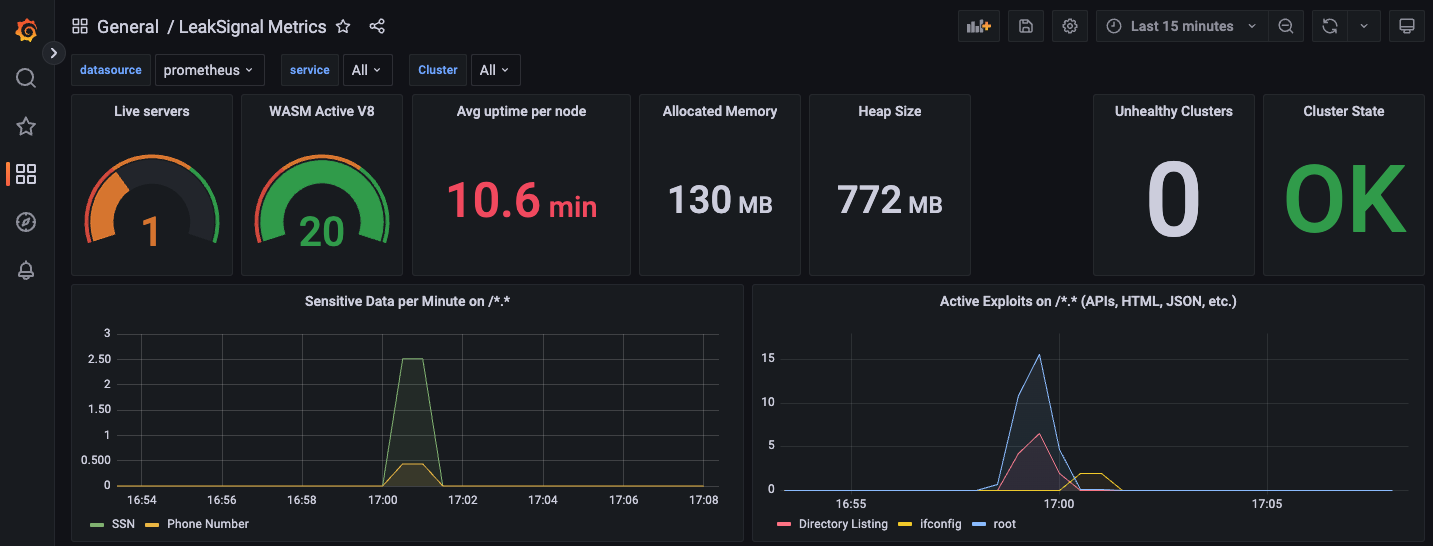 General / LeakSignal Metrics
Last 15 minutes
datasource prometheus service All Cluster All
Live servers
1
WASM Active V8
20
Avg uptime per node
10.6 min
Allocated Memory
130 MB
Heap Size
772 MB
Unhealthy Clusters
0
Cluster State
OK
Sensitive Data per Minute on /*.*
3
2.50
2
1.50
1
0.500
0
16:54 16:56 16:58 17:00 17:02 17:04 17:06 17:08
SSN Phone Number
Active Exploits on /*.* (APIs, HTML, JSON, etc.)
15
10
5
0
16:55 17:00 17:05
Directory Listing ifconfig root